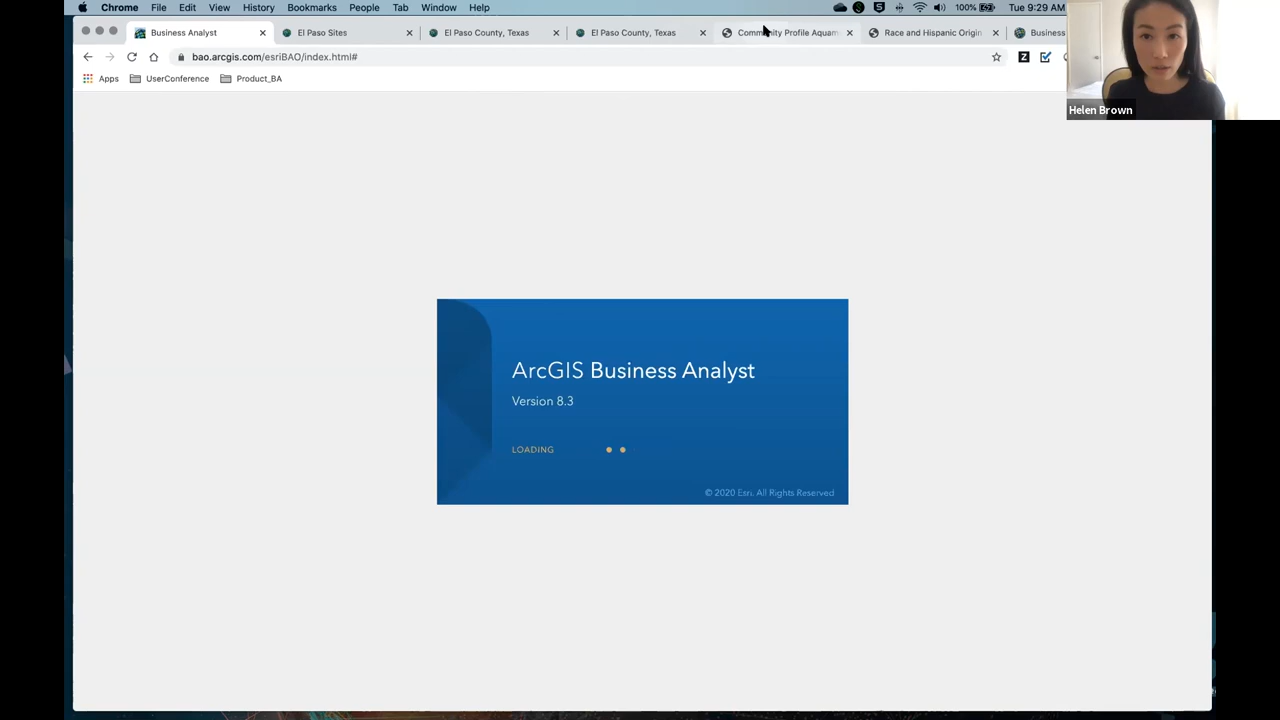 Chrome File Edit View History Bookmarks People Tab Window Help 100% Tue 9:29 AM
Business Analyst El Paso Sites El Paso County, Texas El Paso County, Texas Community Profile Aquam Race and Hispanic Origin Business
bao.arcgis.com/esriBAO/index.html#
Apps UserConference Product_BA
Helen Brown
ArcGIS Business Analyst
Version 8.3
LOADING
© 2020 Esri. All Rights Reserved